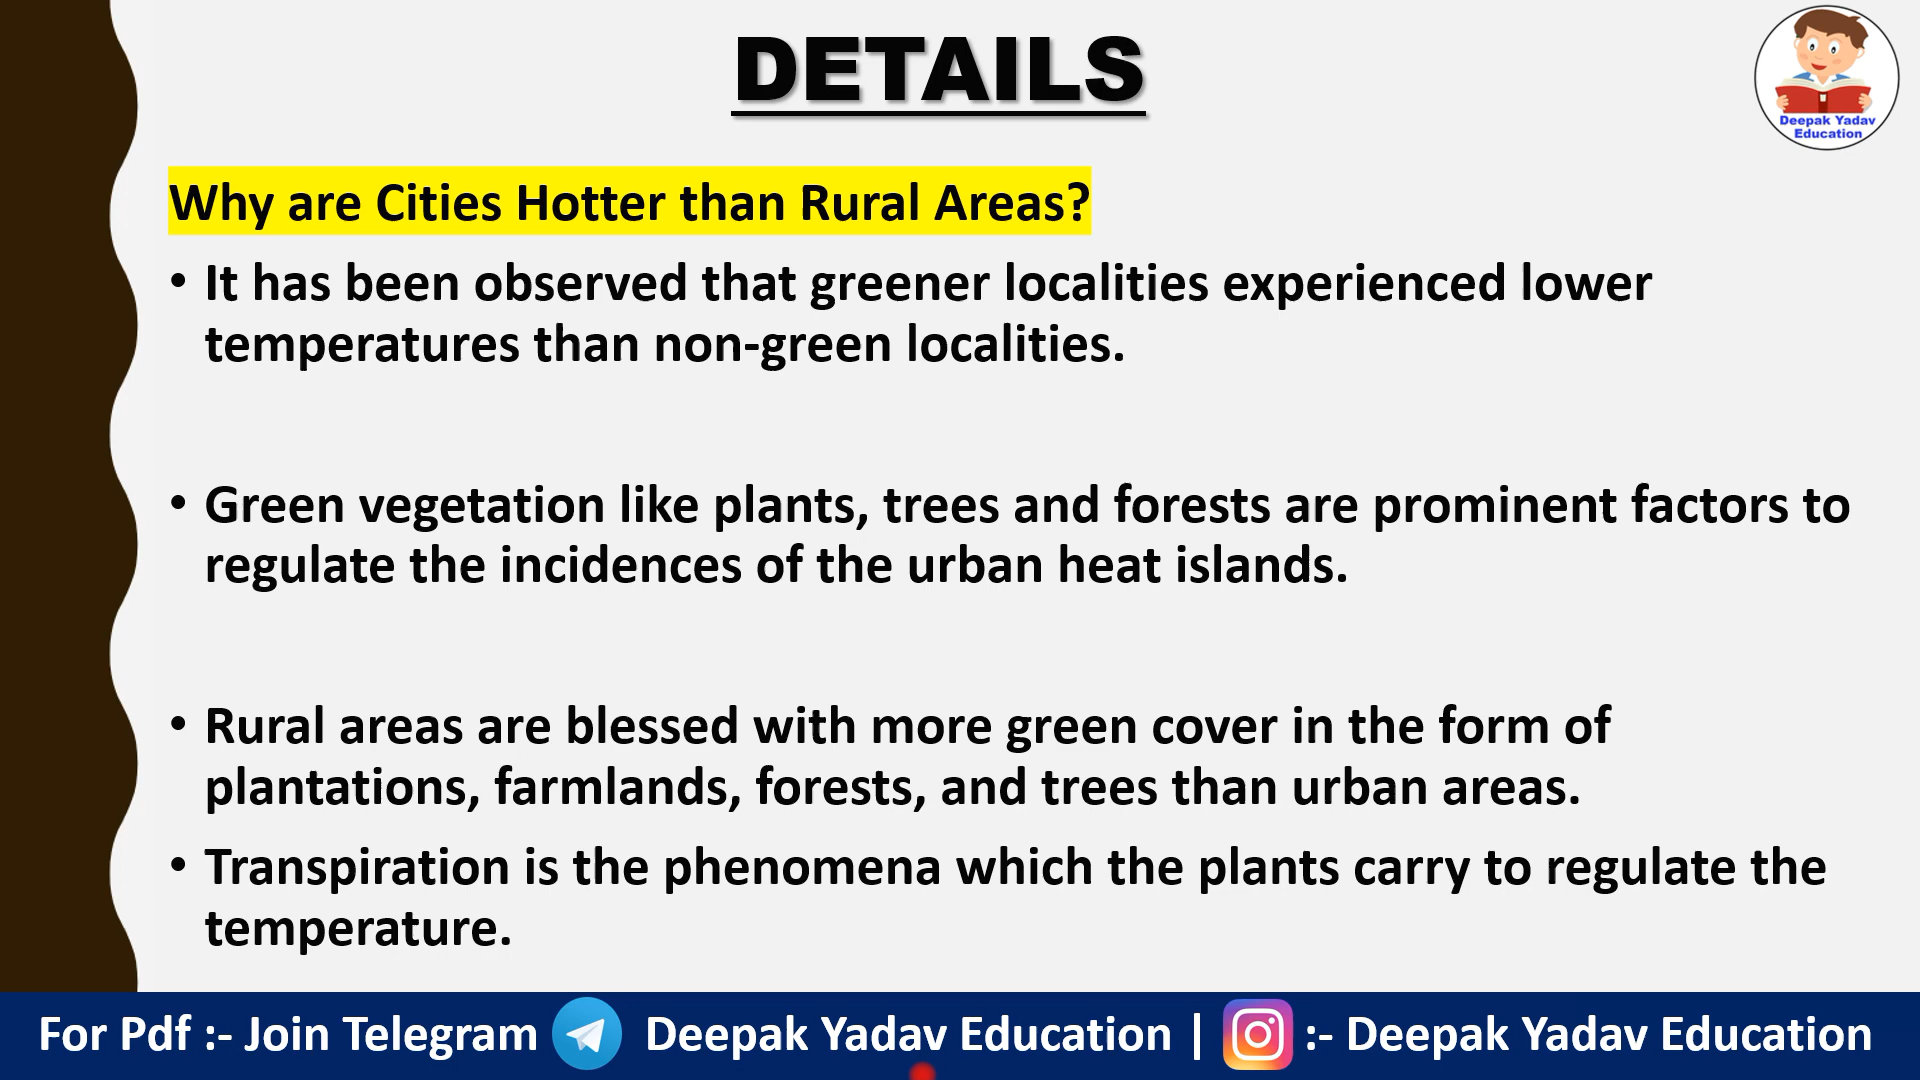 DETAILS
Deepak Yadav
Education
Why are Cities Hotter than Rural Areas?
• It has been observed that greener localities experienced lower
temperatures than non-green localities.
• Green vegetation like plants, trees and forests are prominent factors to
regulate the incidences of the urban heat islands.
• Rural areas are blessed with more green cover in the form of
plantations, farmlands, forests, and trees than urban areas.
• Transpiration is the phenomena which the plants carry to regulate the
temperature.
For Pdf :- Join Telegram Deepak Yadav Education | :- Deepak Yadav Education